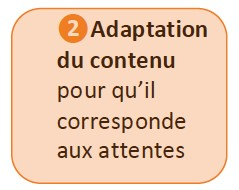 2 Adaptation
du contenu
pour qu’il
corresponde
aux attentes